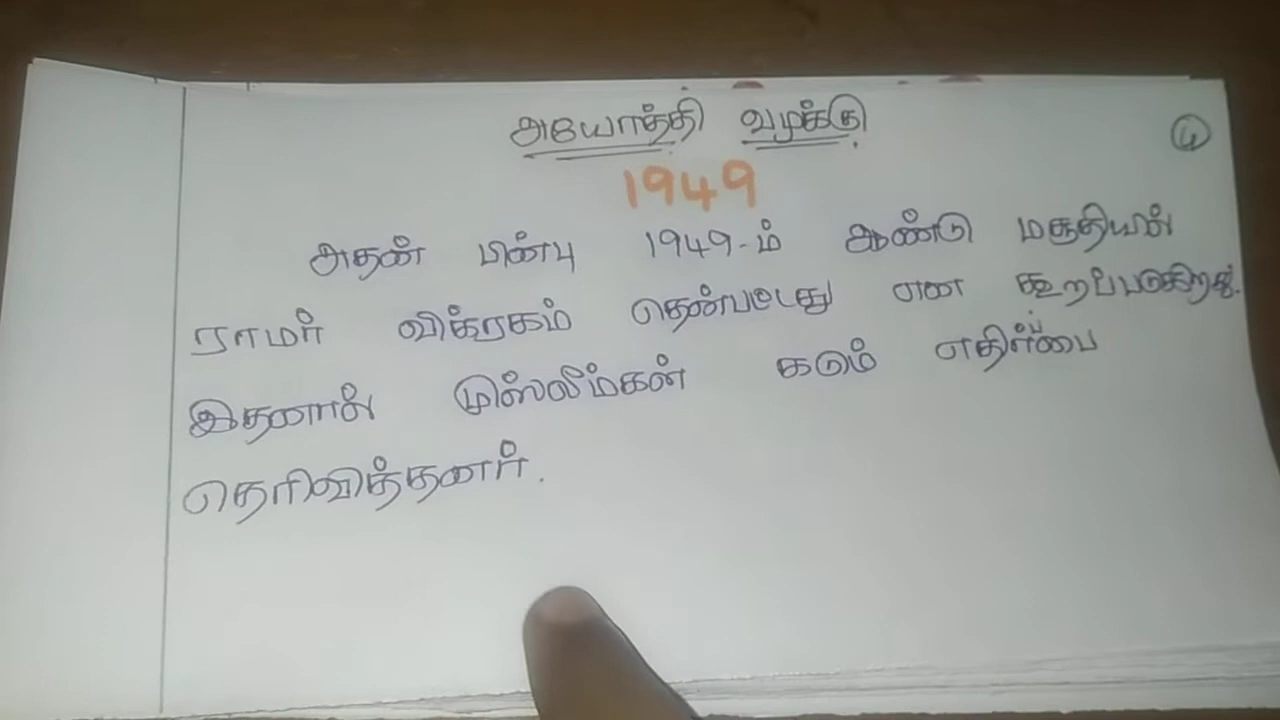 அயோத்தி வழக்கு
4
1949
அதன் பின்பு 1949-ம் ஆண்டு மசூதியில்
ராமர் விக்ரகம் தென்பட்டது என கூறப்படுகிறது.
இதனால் முஸ்லீம்கள் கடும் எதிர்ப்பை
தெரிவித்தனர்.